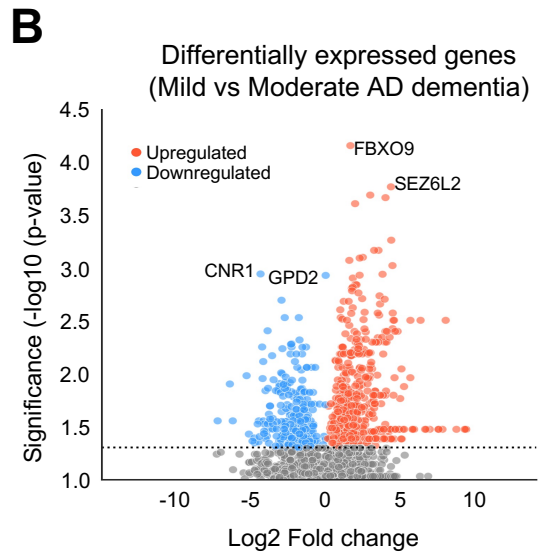 B
Differentially expressed genes
(Mild vs Moderate AD dementia)
4.5
4.0
3.5
3.0
2.5
2.0
1.5
1.0
Significance (-log10 (p-value)
Upregulated
Downregulated
FBXO9
SEZ6L2
CNR1
GPD2
-10
-5
0
5
10
Log2 Fold change